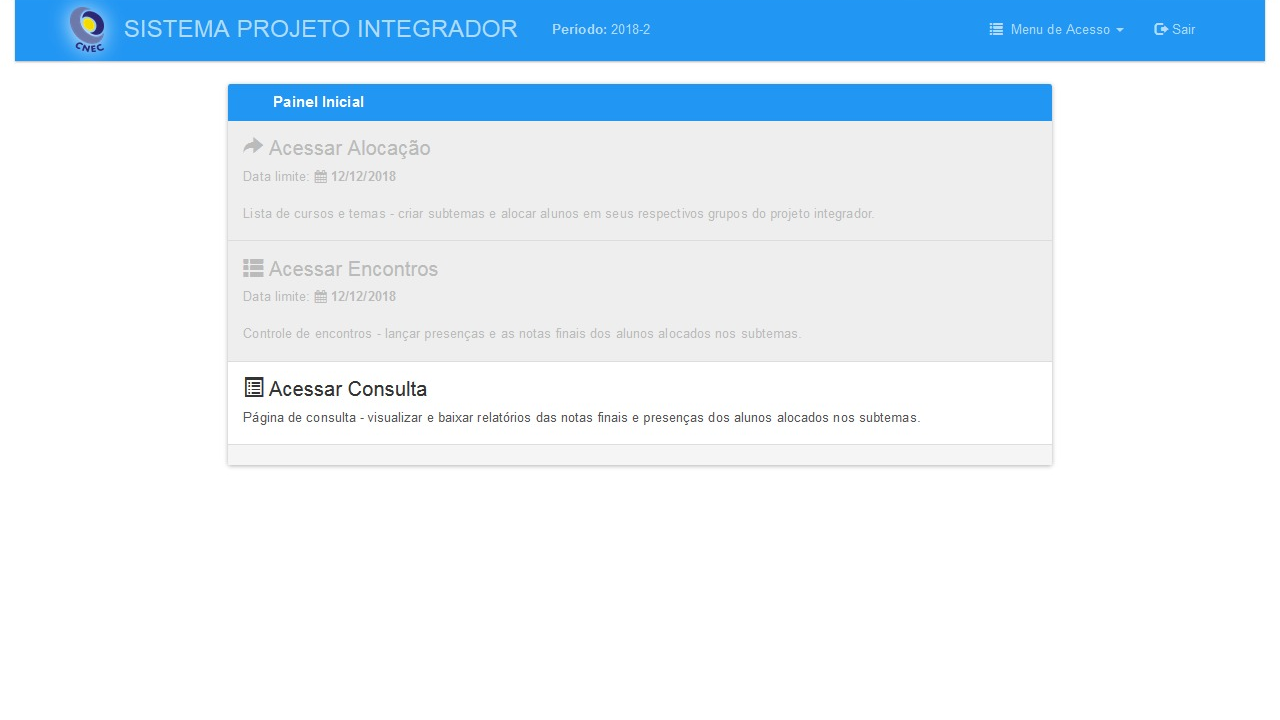 CNEC
SISTEMA PROJETO INTEGRADOR
Período: 2018-2
Menu de Acesso
Sair
Painel Inicial
Acessar Alocação
Data limite: 12/12/2018
Lista de cursos e temas - criar subtemas e alocar alunos em seus respectivos grupos do projeto integrador.
Acessar Encontros
Data limite: 12/12/2018
Controle de encontros - lançar presenças e as notas finais dos alunos alocados nos subtemas.
Acessar Consulta
Página de consulta - visualizar e baixar relatórios das notas finais e presenças dos alunos alocados nos subtemas.